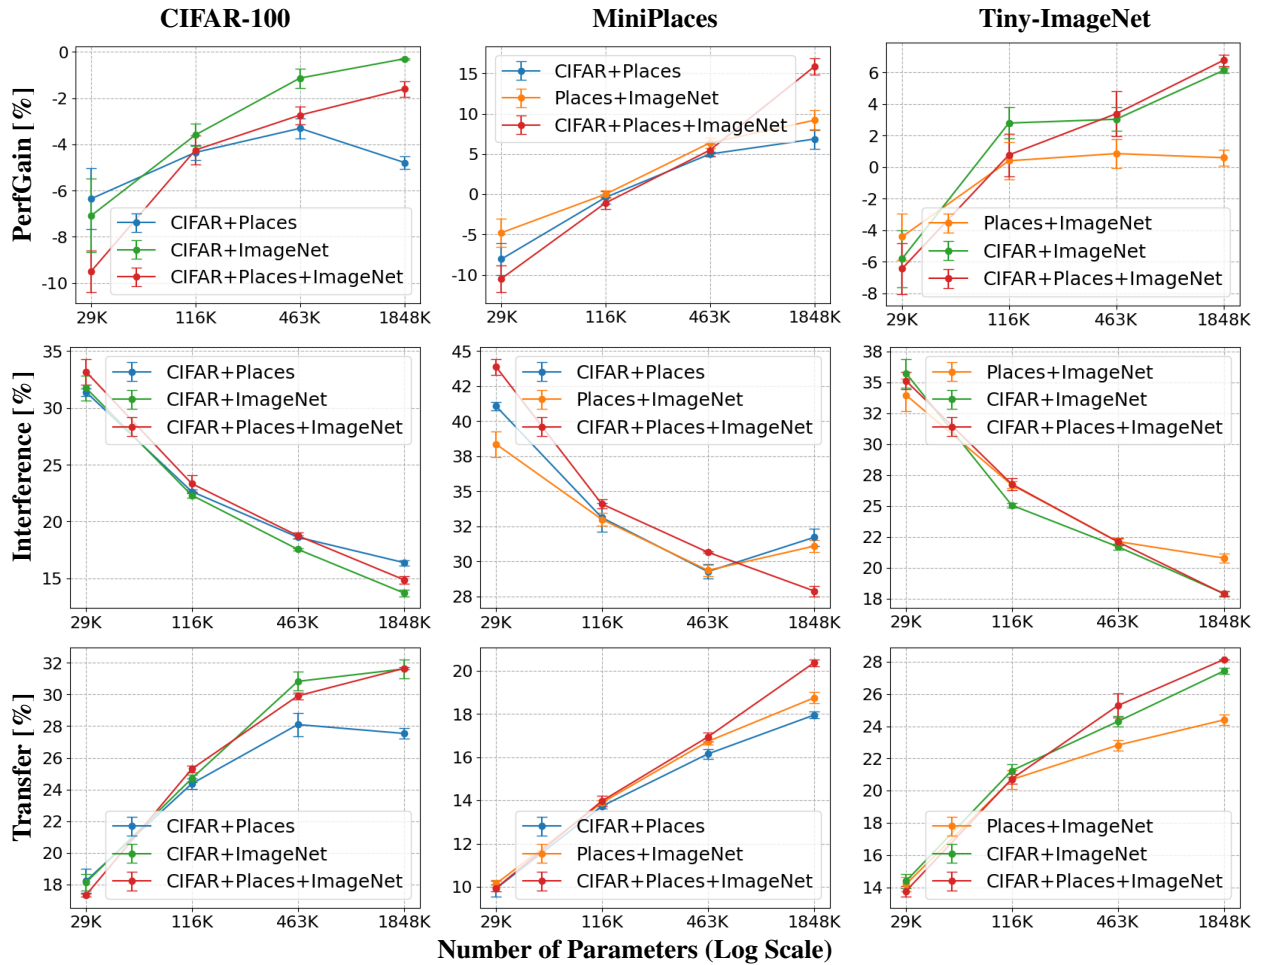 CIFAR-100 MiniPlaces Tiny-ImageNet
PerfGain [%]
0
-2
-4
-6
-8
-10
CIFAR+Places
CIFAR+ImageNet
CIFAR+Places+ImageNet
29K 116K 463K 1848K
15
10
5
0
-5
-10
CIFAR+Places
Places+ImageNet
CIFAR+Places+ImageNet
29K 116K 463K 1848K
6
4
2
0
-2
-4
-6
-8
Places+ImageNet
CIFAR+ImageNet
CIFAR+Places+ImageNet
29K 116K 463K 1848K
Interference [%]
35
30
25
20
15
CIFAR+Places
CIFAR+ImageNet
CIFAR+Places+ImageNet
29K 116K 463K 1848K
45
42
40
38
35
32
30
28
CIFAR+Places
Places+ImageNet
CIFAR+Places+ImageNet
29K 116K 463K 1848K
38
35
32
30
28
25
22
20
18
Places+ImageNet
CIFAR+ImageNet
CIFAR+Places+ImageNet
29K 116K 463K 1848K
Transfer [%]
32
30
28
26
24
22
20
18
CIFAR+Places
CIFAR+ImageNet
CIFAR+Places+ImageNet
29K 116K 463K 1848K
20
18
16
14
12
10
CIFAR+Places
Places+ImageNet
CIFAR+Places+ImageNet
29K 116K 463K 1848K
28
26
24
22
20
18
16
14
Places+ImageNet
CIFAR+ImageNet
CIFAR+Places+ImageNet
29K 116K 463K 1848K
Number of Parameters (Log Scale)